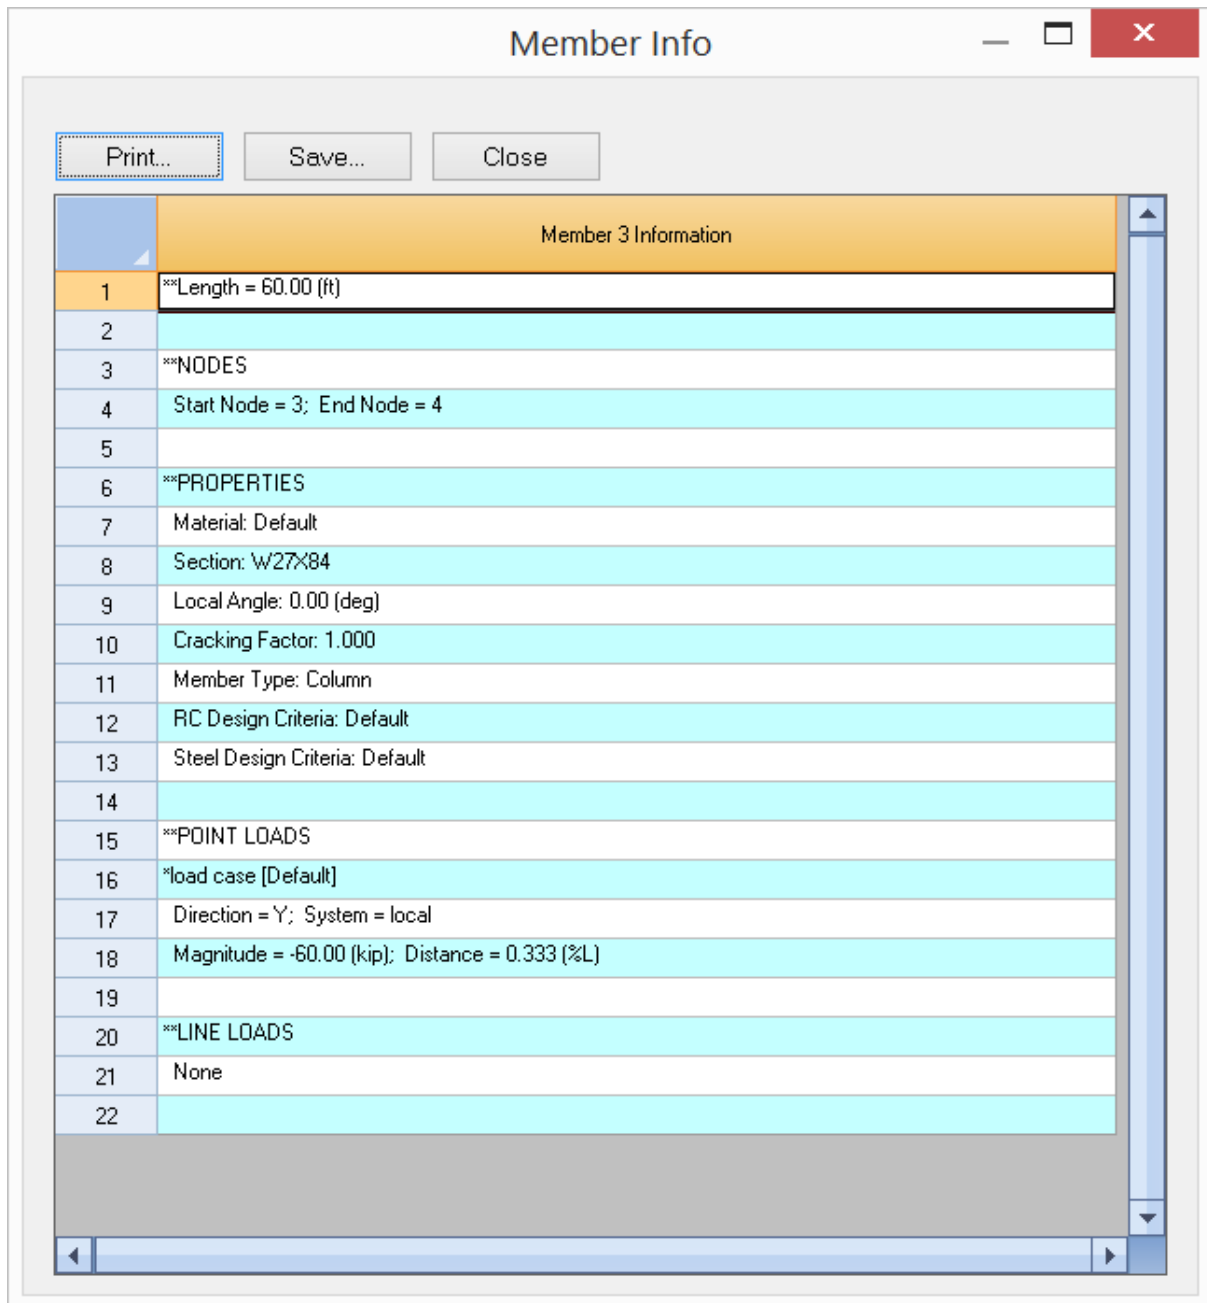 Member Info
Print... Save... Close
Member 3 Information
1 **Length = 60.00 (ft)
2
3 **NODES
4 Start Node = 3; End Node = 4
5
6 **PROPERTIES
7 Material: Default
8 Section: W27X84
9 Local Angle: 0.00 (deg)
10 Cracking Factor: 1.000
11 Member Type: Column
12 RC Design Criteria: Default
13 Steel Design Criteria: Default
14
15 **POINT LOADS
16 *load case [Default]
17 Direction = Y; System = local
18 Magnitude = -60.00 (kip); Distance = 0.333 (%L)
19
20 **LINE LOADS
21 None
22